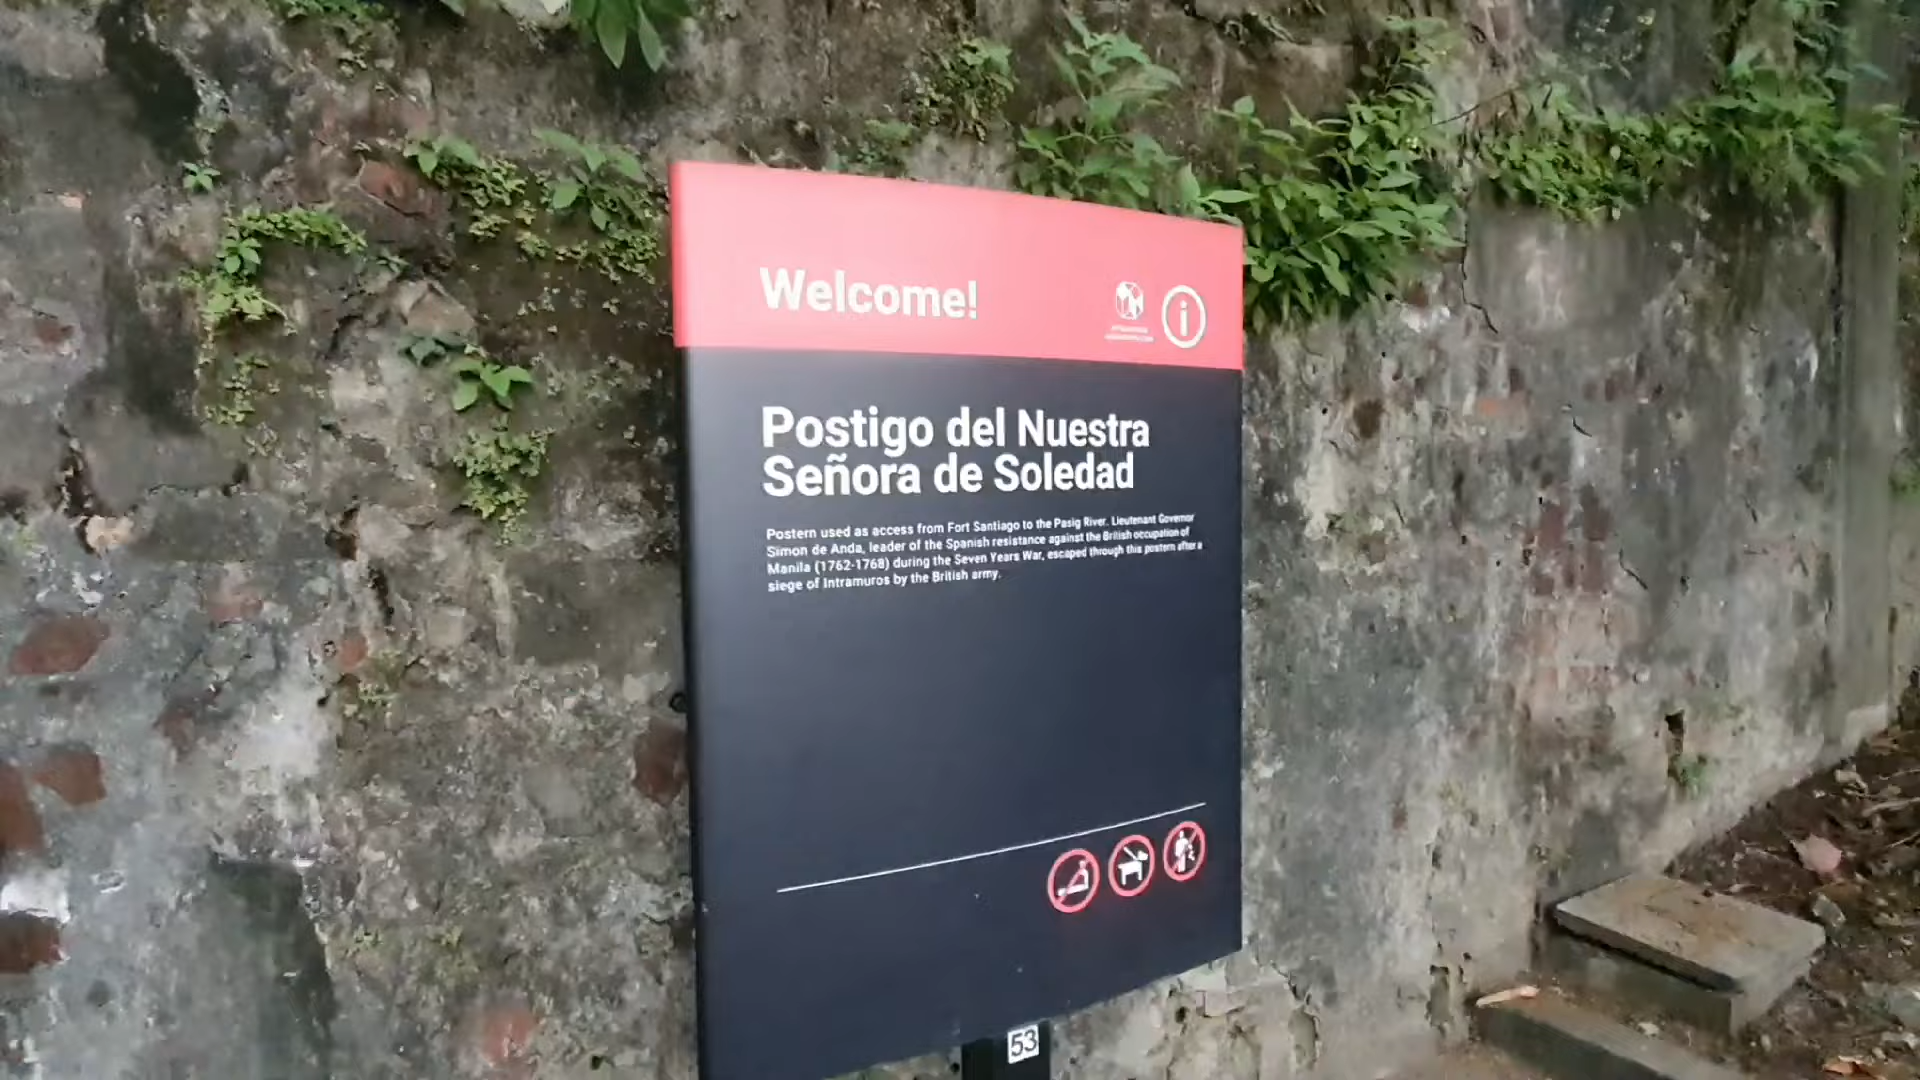 Welcome!
Postigo del Nuestra
Señora de Soledad
Postern used as access from Fort Santiago to the Pasig River. Lieutenant Governor
Simon de Anda, leader of the Spanish resistance against the British occupation of
Manila (1762-1768) during the Seven Years War, escaped through this postern after a
siege of Intramuros by the British army.
53